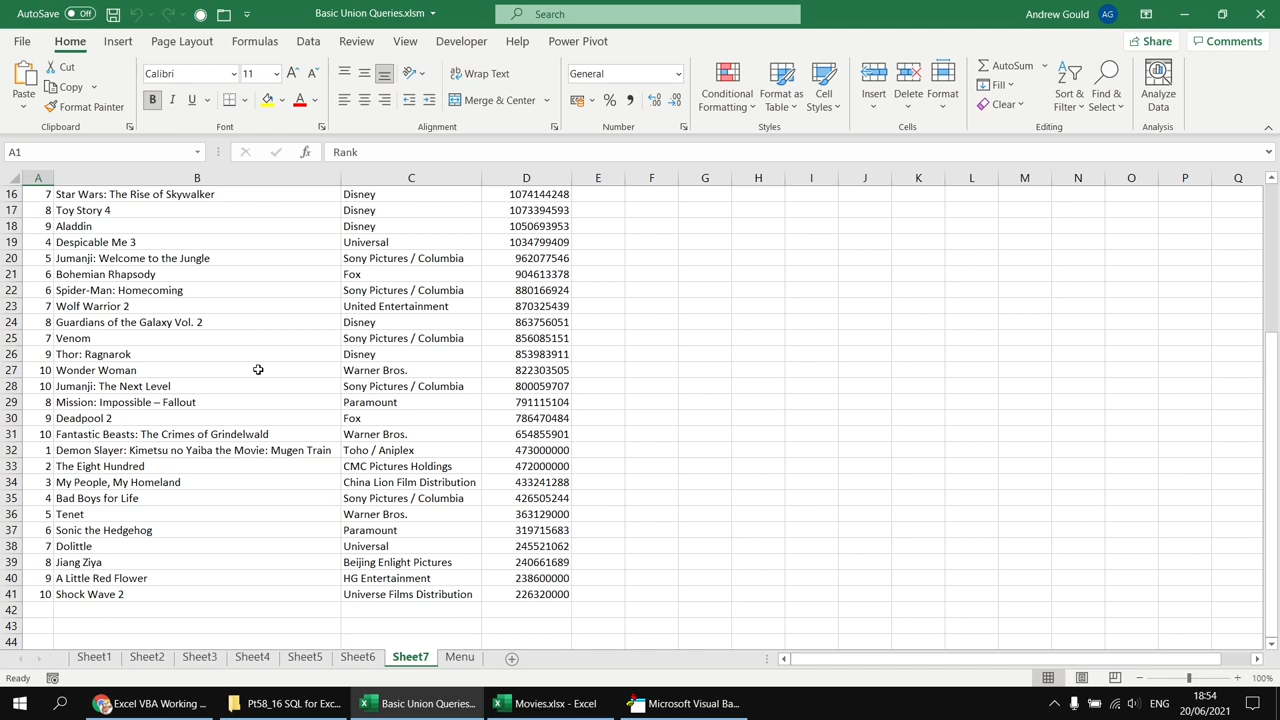 AutoSave Off Basic Union Queries.xlsm Search Andrew Gould AG
File Home Insert Page Layout Formulas Data Review View Developer Help Power Pivot Share Comments
Paste Cut Copy Format Painter
Calibri 11 B I U A
Wrap Text Merge & Center
General % 9
Conditional Formatting Format as Table Cell Styles
Insert Delete Format
AutoSum Fill Clear Sort & Filter Find & Select
Analyze Data
Clipboard Font Alignment Number Styles Cells Editing Analysis
A1 fx Rank
A B C D E F G H I J K L M N O P Q
16 7 Star Wars: The Rise of Skywalker Disney 1074144248
17 8 Toy Story 4 Disney 1073394593
18 9 Aladdin Disney 1050693953
19 4 Despicable Me 3 Universal 1034799409
20 5 Jumanji: Welcome to the Jungle Sony Pictures / Columbia 962077546
21 6 Bohemian Rhapsody Fox 904613378
22 6 Spider-Man: Homecoming Sony Pictures / Columbia 880166924
23 7 Wolf Warrior 2 United Entertainment 870325439
24 8 Guardians of the Galaxy Vol. 2 Disney 863756051
25 7 Venom Sony Pictures / Columbia 856085151
26 9 Thor: Ragnarok Disney 853983911
27 10 Wonder Woman Warner Bros. 822303505
28 10 Jumanji: The Next Level Sony Pictures / Columbia 800059707
29 8 Mission: Impossible – Fallout Paramount 791115104
30 9 Deadpool 2 Fox 786470484
31 10 Fantastic Beasts: The Crimes of Grindelwald Warner Bros. 654855901
32 1 Demon Slayer: Kimetsu no Yaiba the Movie: Mugen Train Toho / Aniplex 473000000
33 2 The Eight Hundred CMC Pictures Holdings 472000000
34 3 My People, My Homeland China Lion Film Distribution 433241288
35 4 Bad Boys for Life Sony Pictures / Columbia 426505244
36 5 Tenet Warner Bros. 363129000
37 6 Sonic the Hedgehog Paramount 319715683
38 7 Dolittle Universal 245521062
39 8 Jiang Ziya Beijing Enlight Pictures 240661689
40 9 A Little Red Flower HG Entertainment 238600000
41 10 Shock Wave 2 Universe Films Distribution 226320000
42
43
44
Sheet1 Sheet2 Sheet3 Sheet4 Sheet5 Sheet6 Sheet7 Menu
Ready 100%
Excel VBA Working ... Pt58_16 SQL for Exc... Basic Union Queries... Movies.xlsx - Excel Microsoft Visual Ba... 18:54
20/06/2021